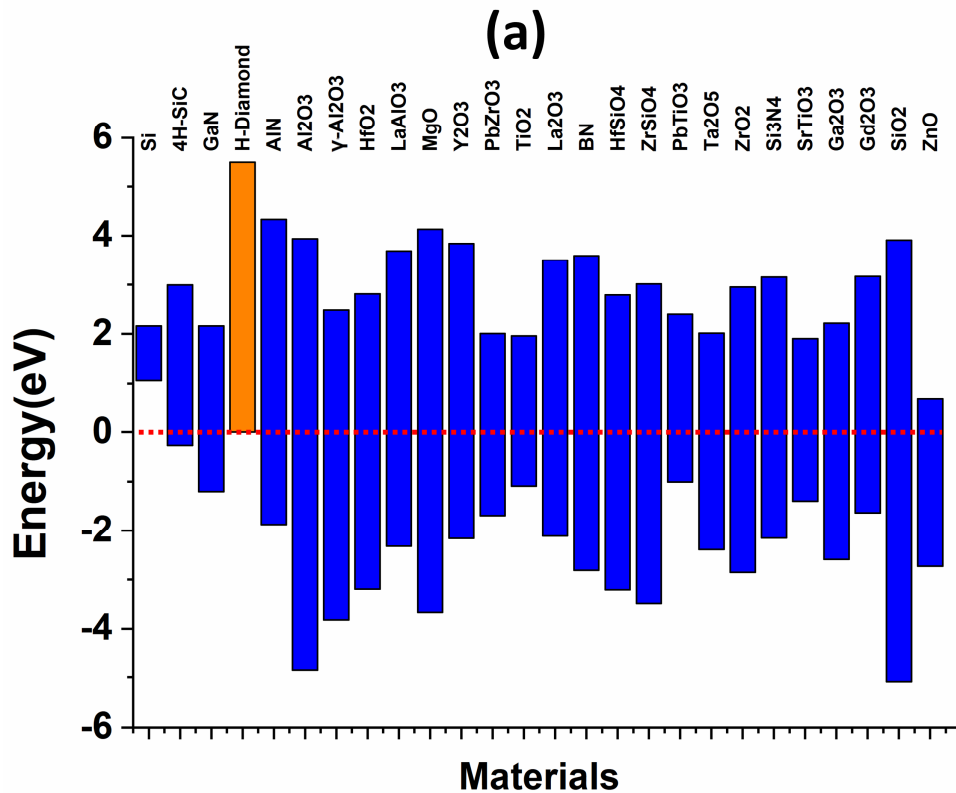 (a)
Si
4H-SiC
GaN
H-Diamond
AlN
Al2O3
γ-Al2O3
HfO2
LaAlO3
MgO
Y2O3
PbZrO3
TiO2
La2O3
BN
HfSiO4
ZrSiO4
PbTiO3
Ta2O5
ZrO2
Si3N4
SrTiO3
Ga2O3
Gd2O3
SiO2
ZnO
6
4
2
0
-2
-4
-6
Energy(eV)
Materials